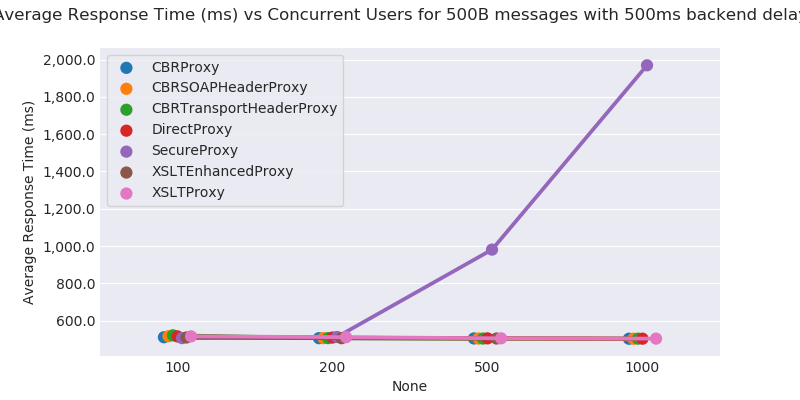 Average Response Time (ms) vs Concurrent Users for 500B messages with 500ms backend delay
2,000.0
1,800.0
1,600.0
1,400.0
1,200.0
1,000.0
800.0
600.0
Average Response Time (ms)
CBRProxy
CBRSOAPHeaderProxy
CBRTransportHeaderProxy
DirectProxy
SecureProxy
XSLTEnhancedProxy
XSLTProxy
100
200
500
1000
None